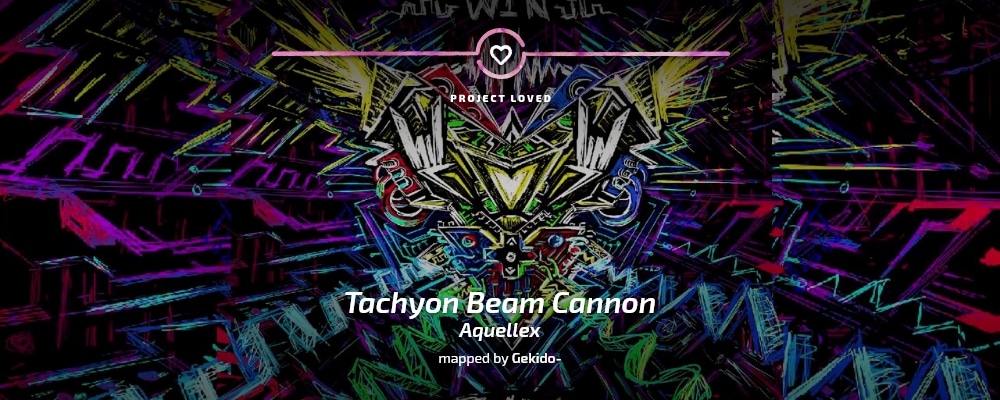 PROJECT LOVED
Tachyon Beam Cannon
Aquellex
mapped by Gekido-